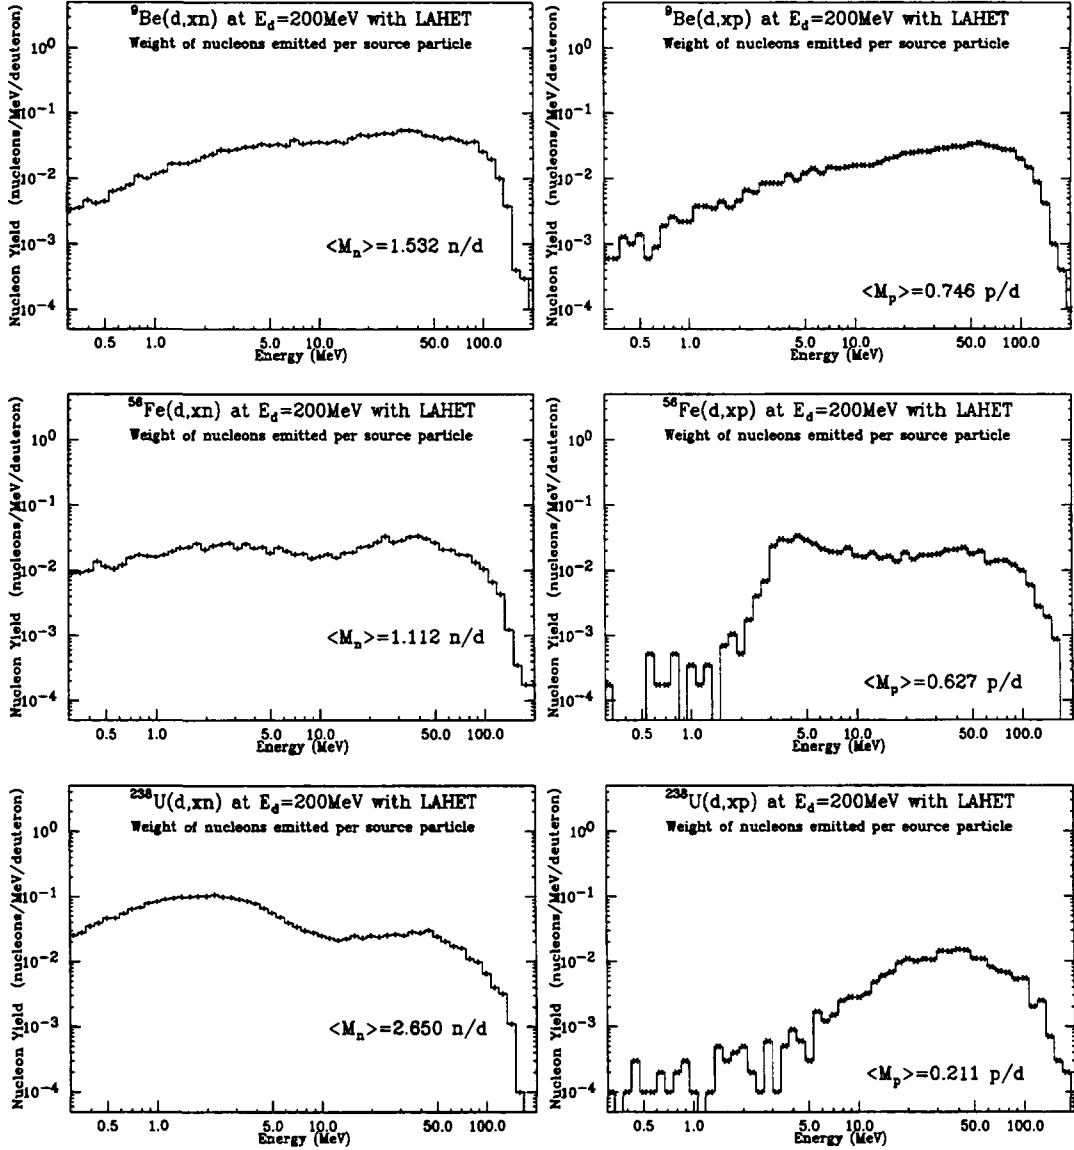 ⁹Be(d,xn) at E_d=200MeV with LAHET
Weight of nucleons emitted per source particle
Nucleon Yield (nucleons/MeV/deuteron)
10⁰
10⁻¹
10⁻²
10⁻³
10⁻⁴
<M_n>=1.532 n/d
0.5 1.0 5.0 10.0 50.0 100.0
Energy (MeV)
⁹Be(d,xp) at E_d=200MeV with LAHET
Weight of nucleons emitted per source particle
Nucleon Yield (nucleons/MeV/deuteron)
10⁰
10⁻¹
10⁻²
10⁻³
10⁻⁴
<M_p>=0.746 p/d
0.5 1.0 5.0 10.0 50.0 100.0
Energy (MeV)
⁵⁶Fe(d,xn) at E_d=200MeV with LAHET
Weight of nucleons emitted per source particle
Nucleon Yield (nucleons/MeV/deuteron)
10⁰
10⁻¹
10⁻²
10⁻³
10⁻⁴
<M_n>=1.112 n/d
0.5 1.0 5.0 10.0 50.0 100.0
Energy (MeV)
⁵⁶Fe(d,xp) at E_d=200MeV with LAHET
Weight of nucleons emitted per source particle
Nucleon Yield (nucleons/MeV/deuteron)
10⁰
10⁻¹
10⁻²
10⁻³
10⁻⁴
<M_p>=0.627 p/d
0.5 1.0 5.0 10.0 50.0 100.0
Energy (MeV)
²³⁸U(d,xn) at E_d=200MeV with LAHET
Weight of nucleons emitted per source particle
Nucleon Yield (nucleons/MeV/deuteron)
10⁰
10⁻¹
10⁻²
10⁻³
10⁻⁴
<M_n>=2.650 n/d
0.5 1.0 5.0 10.0 50.0 100.0
Energy (MeV)
²³⁸U(d,xp) at E_d=200MeV with LAHET
Weight of nucleons emitted per source particle
Nucleon Yield (nucleons/MeV/deuteron)
10⁰
10⁻¹
10⁻²
10⁻³
10⁻⁴
<M_p>=0.211 p/d
0.5 1.0 5.0 10.0 50.0 100.0
Energy (MeV)